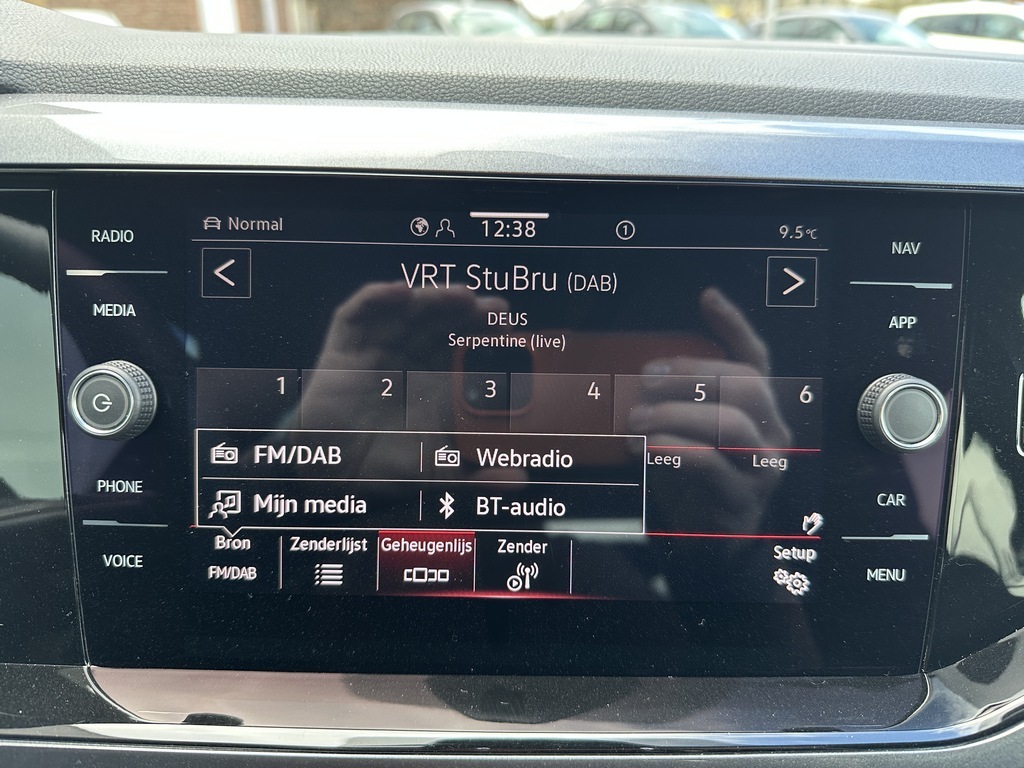 RADIO
MEDIA
PHONE
VOICE
Normal
12:38
1
9.5°C
< VRT StuBru (DAB) >
DEUS
Serpentine (live)
1 2 3 4 5 6
FM/DAB Webradio
Mijn media BT-audio
Leeg Leeg
Bron Zenderlijst Geheugenlijs Zender
FM/DAB
Setup
NAV
APP
CAR
MENU